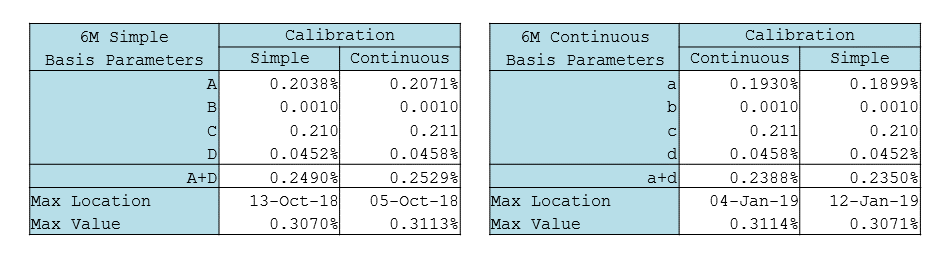 6M Simple Calibration
Basis Parameters Simple Continuous
A 0.2038% 0.2071%
B 0.0010 0.0010
C 0.210 0.211
D 0.0452% 0.0458%
A+D 0.2490% 0.2529%
Max Location 13-Oct-18 05-Oct-18
Max Value 0.3070% 0.3113%
6M Continuous Calibration
Basis Parameters Continuous Simple
a 0.1930% 0.1899%
b 0.0010 0.0010
c 0.211 0.210
d 0.0458% 0.0452%
a+d 0.2388% 0.2350%
Max Location 04-Jan-19 12-Jan-19
Max Value 0.3114% 0.3071%